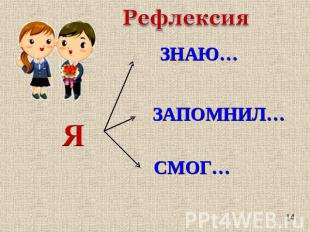 Рефлексия
ЗНАЮ…
ЗАПОМНИЛ…
Я
СМОГ…
14
PPt4WEB.ru